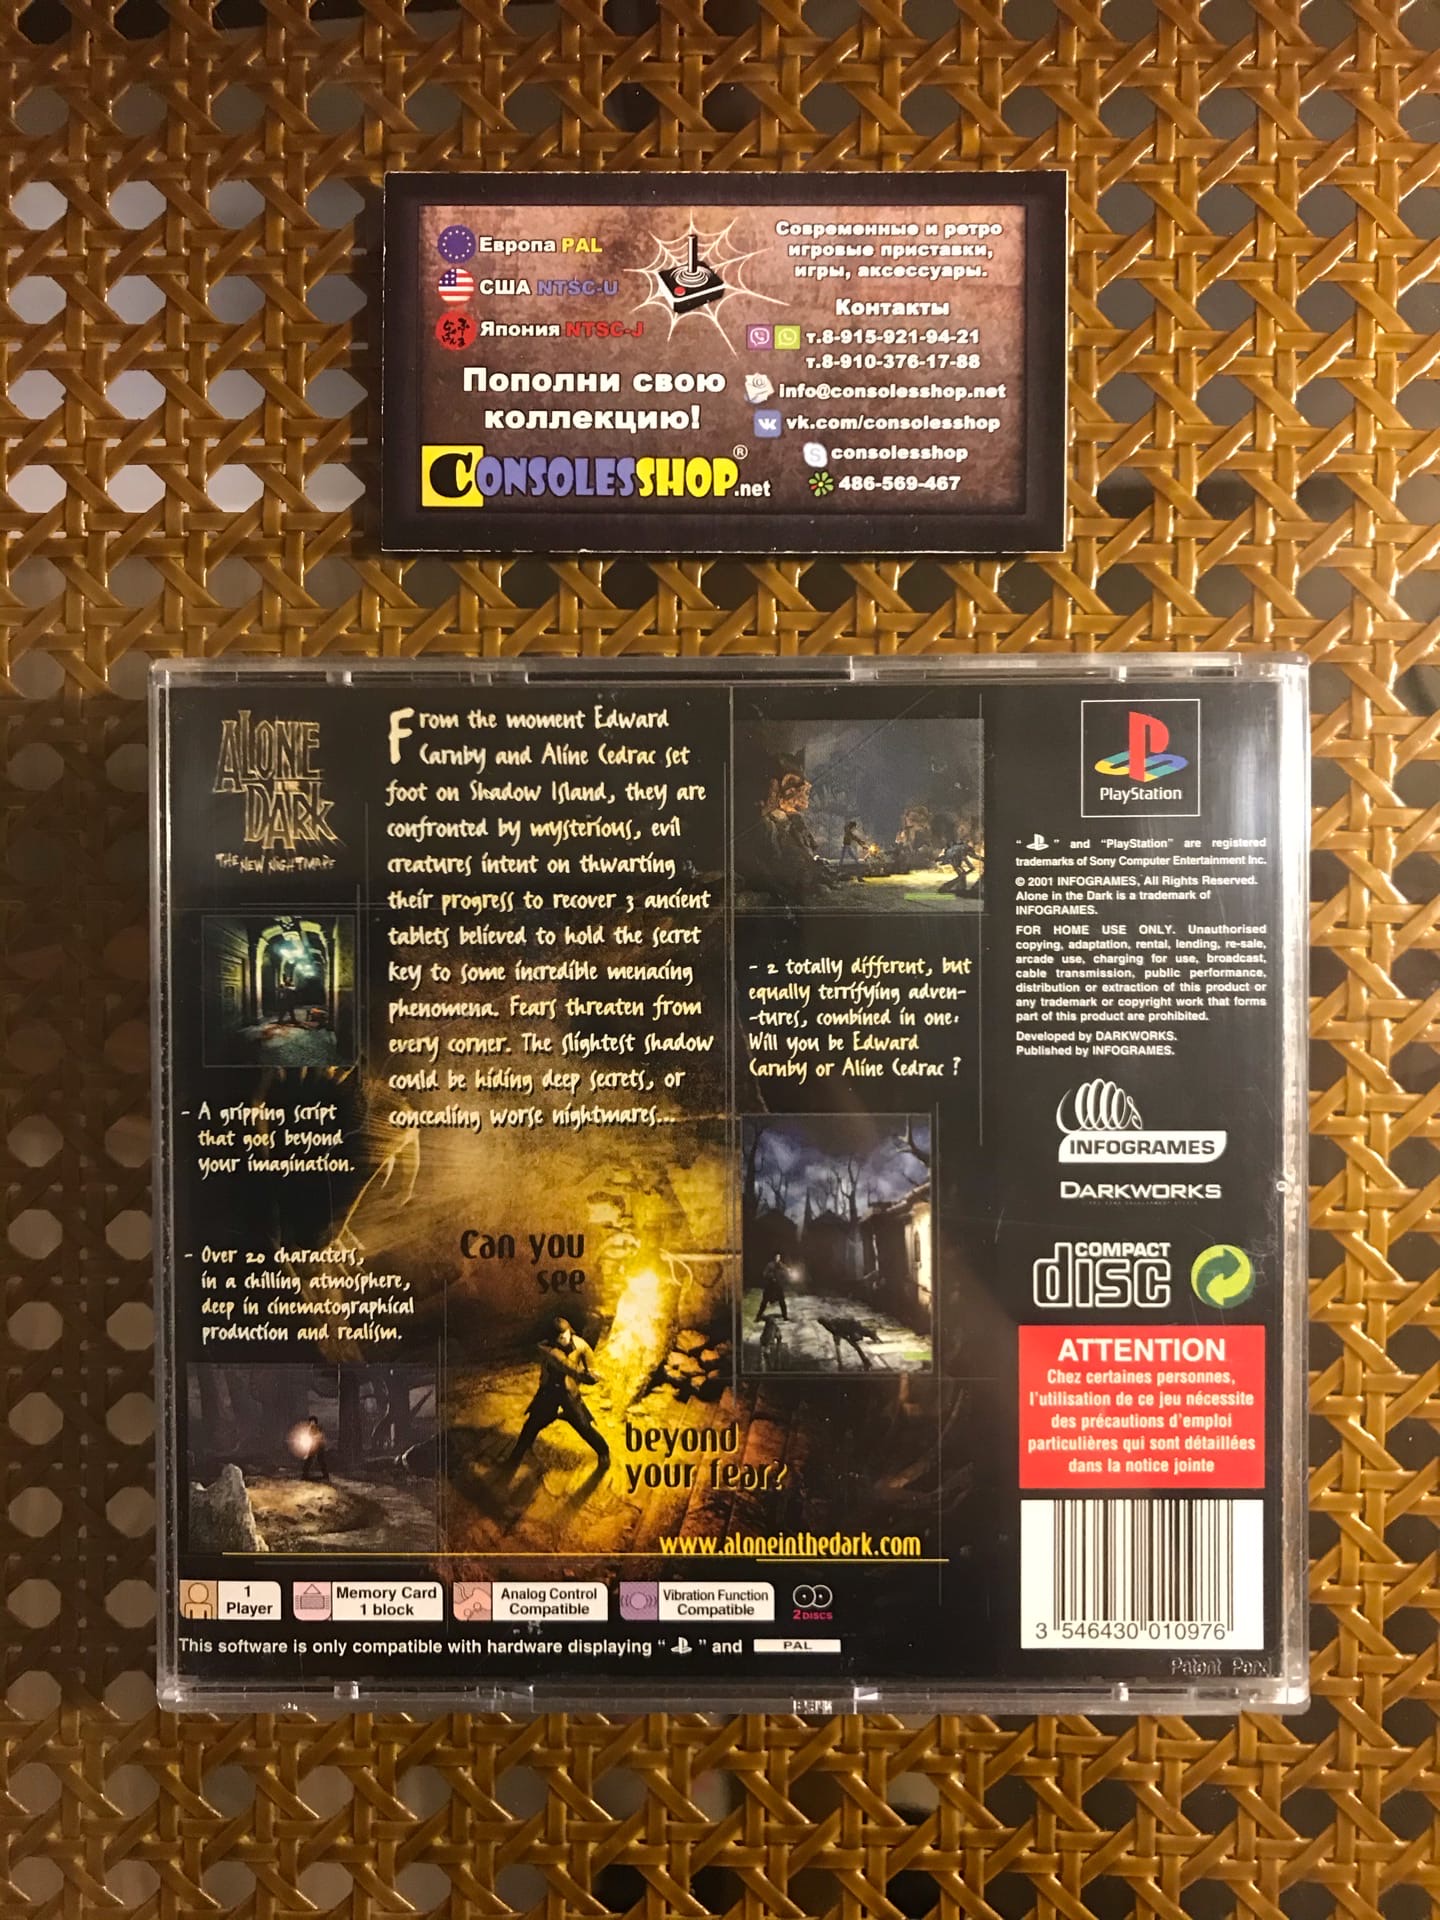 Европа PAL
США NTSC-U
Япония NTSC-J
Пополни свою
коллекцию!
CONSOLESSHOP.net
®
Современные и ретро
игровые приставки,
игры, аксессуары.
Контакты
т.8-915-921-94-21
т.8-910-376-17-88
info@consolesshop.net
vk.com/consolesshop
consolesshop
486-569-467
ALONE
IN THE
DARK
THE NEW NIGHTMARE
From the moment Edward
Carnby and Aline Cedrac set
foot on Shadow Island, they are
confronted by mysterious, evil
creatures intent on thwarting
their progress to recover 3 ancient
tablets believed to hold the secret
key to some incredible menacing
phenomena. Fears threaten from
every corner. The slightest shadow
could be hiding deep secrets, or
concealing worse nightmares...
- A gripping script
that goes beyond
your imagination.
- Over 20 characters,
in a chilling atmosphere,
deep in cinematographical
production and realism.
- 2 totally different, but
equally terrifying adven-
-tures, combined in one.
Will you be Edward
Carnby or Aline Cedrac ?
Can you
see
beyond
your fear?
www.aloneinthedark.com
1
Player
Memory Card
1 block
Analog Control
Compatible
Vibration Function
Compatible
2 DISCS
This software is only compatible with hardware displaying " " and PAL
PlayStation
" " and "PlayStation" are registered
trademarks of Sony Computer Entertainment Inc.
© 2001 INFOGRAMES, All Rights Reserved.
Alone in the Dark is a trademark of
INFOGRAMES.
FOR HOME USE ONLY. Unauthorised
copying, adaptation, rental, lending, re-sale,
arcade use, charging for use, broadcast,
cable transmission, public performance,
distribution or extraction of this product or
any trademark or copyright work that forms
part of this product are prohibited.
Developed by DARKWORKS.
Published by INFOGRAMES.
INFOGRAMES
DARKWORKS
COMPACT
disc
ATTENTION
Chez certaines personnes,
l'utilisation de ce jeu nécessite
des précautions d'emploi
particulières qui sont détaillées
dans la notice jointe
3 546430 010976
Patent Pend